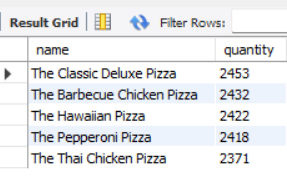 Result Grid Filter Rows:
name quantity
The Classic Deluxe Pizza 2453
The Barbecue Chicken Pizza 2432
The Hawaiian Pizza 2422
The Pepperoni Pizza 2418
The Thai Chicken Pizza 2371